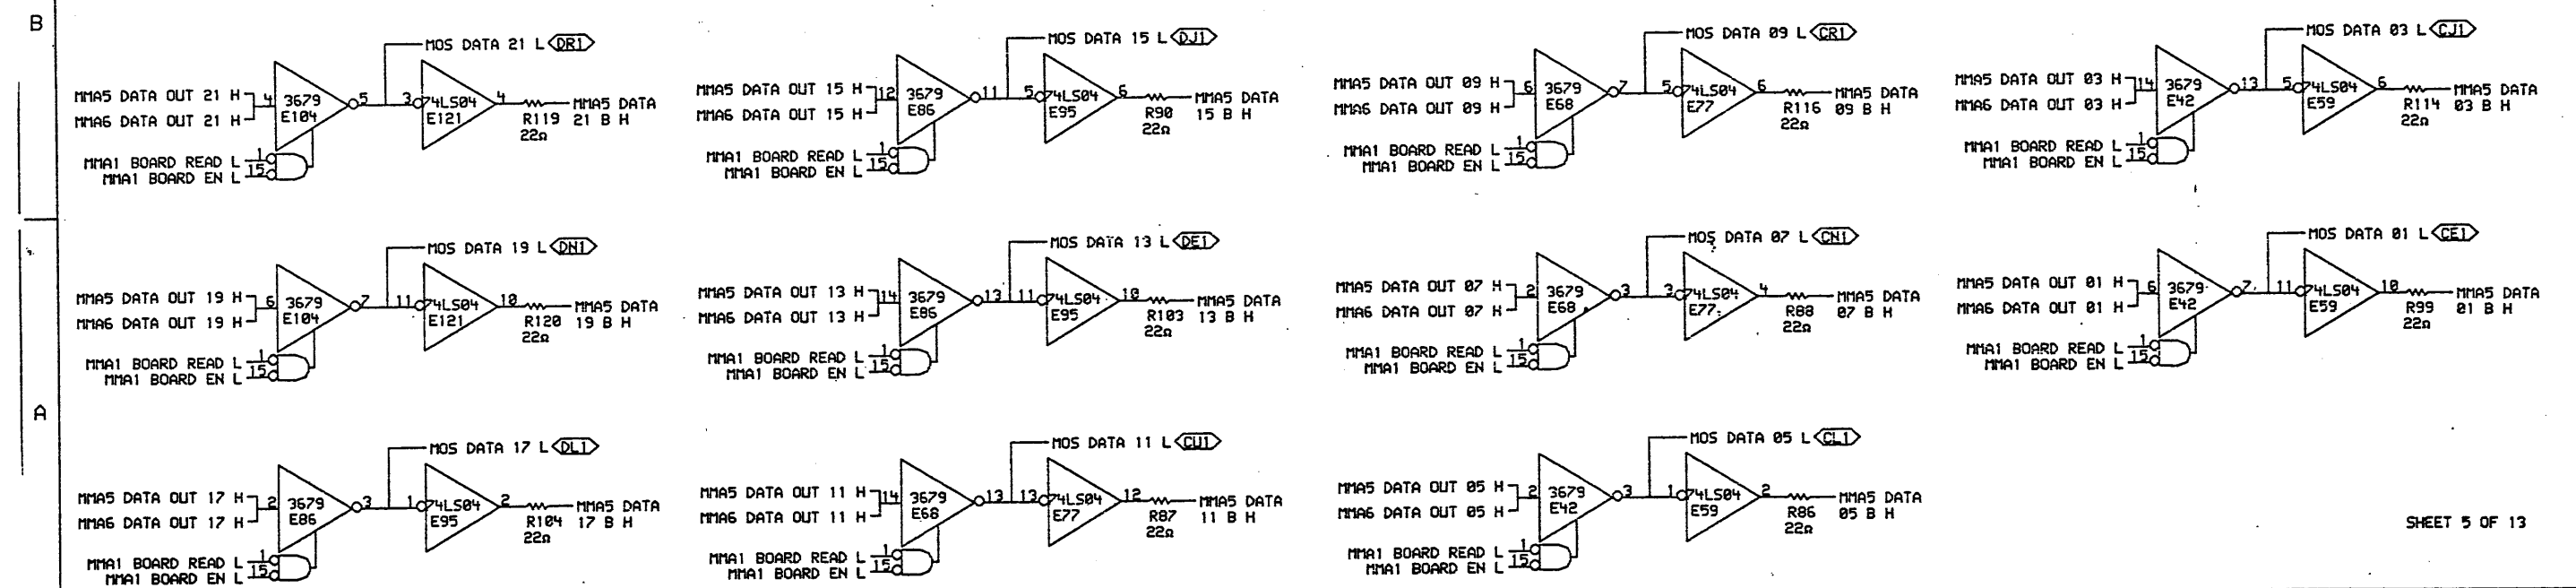 B
MOS DATA 21 L DR1
MMA5 DATA OUT 21 H
MMA6 DATA OUT 21 H
4
3679
E104
5
3
74LS04
E121
4
R119
22Ω
MMA5 DATA
21 B H
MMA1 BOARD READ L
1
MMA1 BOARD EN L
15
MOS DATA 15 L DJ1
MMA5 DATA OUT 15 H
MMA6 DATA OUT 15 H
12
3679
E86
11
5
74LS04
E95
6
R90
22Ω
MMA5 DATA
15 B H
MMA1 BOARD READ L
1
MMA1 BOARD EN L
15
MOS DATA 09 L CR1
MMA5 DATA OUT 09 H
MMA6 DATA OUT 09 H
6
3679
E68
7
5
74LS04
E77
6
R116
22Ω
MMA5 DATA
09 B H
MMA1 BOARD READ L
1
MMA1 BOARD EN L
15
MOS DATA 03 L CJ1
MMA5 DATA OUT 03 H
MMA6 DATA OUT 03 H
14
3679
E42
13
5
74LS04
E59
6
R114
22Ω
MMA5 DATA
03 B H
MMA1 BOARD READ L
1
MMA1 BOARD EN L
15
MOS DATA 19 L DN1
MMA5 DATA OUT 19 H
MMA6 DATA OUT 19 H
6
3679
E104
7
11
74LS04
E121
10
R120
22Ω
MMA5 DATA
19 B H
MMA1 BOARD READ L
1
MMA1 BOARD EN L
15
MOS DATA 13 L DE1
MMA5 DATA OUT 13 H
MMA6 DATA OUT 13 H
14
3679
E86
13
11
74LS04
E95
10
R103
22Ω
MMA5 DATA
13 B H
MMA1 BOARD READ L
1
MMA1 BOARD EN L
15
MOS DATA 07 L CN1
MMA5 DATA OUT 07 H
MMA6 DATA OUT 07 H
2
3679
E68
3
3
74LS04
E77
4
R88
22Ω
MMA5 DATA
07 B H
MMA1 BOARD READ L
1
MMA1 BOARD EN L
15
MOS DATA 01 L CE1
MMA5 DATA OUT 01 H
MMA6 DATA OUT 01 H
6
3679
E42
7
11
74LS04
E59
10
R99
22Ω
MMA5 DATA
01 B H
MMA1 BOARD READ L
1
MMA1 BOARD EN L
15
A
MOS DATA 17 L DL1
MMA5 DATA OUT 17 H
MMA6 DATA OUT 17 H
2
3679
E86
3
1
74LS04
E95
2
R104
22Ω
MMA5 DATA
17 B H
MMA1 BOARD READ L
1
MMA1 BOARD EN L
15
MOS DATA 11 L CU1
MMA5 DATA OUT 11 H
MMA6 DATA OUT 11 H
14
3679
E68
13
13
74LS04
E77
12
R87
22Ω
MMA5 DATA
11 B H
MMA1 BOARD READ L
1
MMA1 BOARD EN L
15
MOS DATA 05 L CL1
MMA5 DATA OUT 05 H
MMA6 DATA OUT 05 H
2
3679
E42
3
1
74LS04
E59
2
R86
22Ω
MMA5 DATA
05 B H
MMA1 BOARD READ L
1
MMA1 BOARD EN L
15
SHEET 5 OF 13